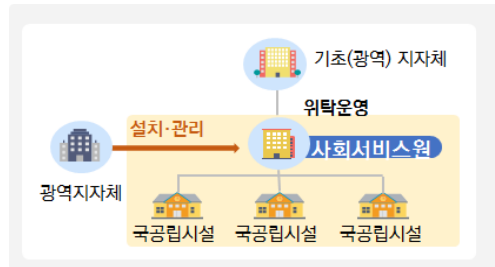 기초(광역) 지자체
위탁운영
설치·관리
사회서비스원
광역지자체
국공립시설 국공립시설 국공립시설